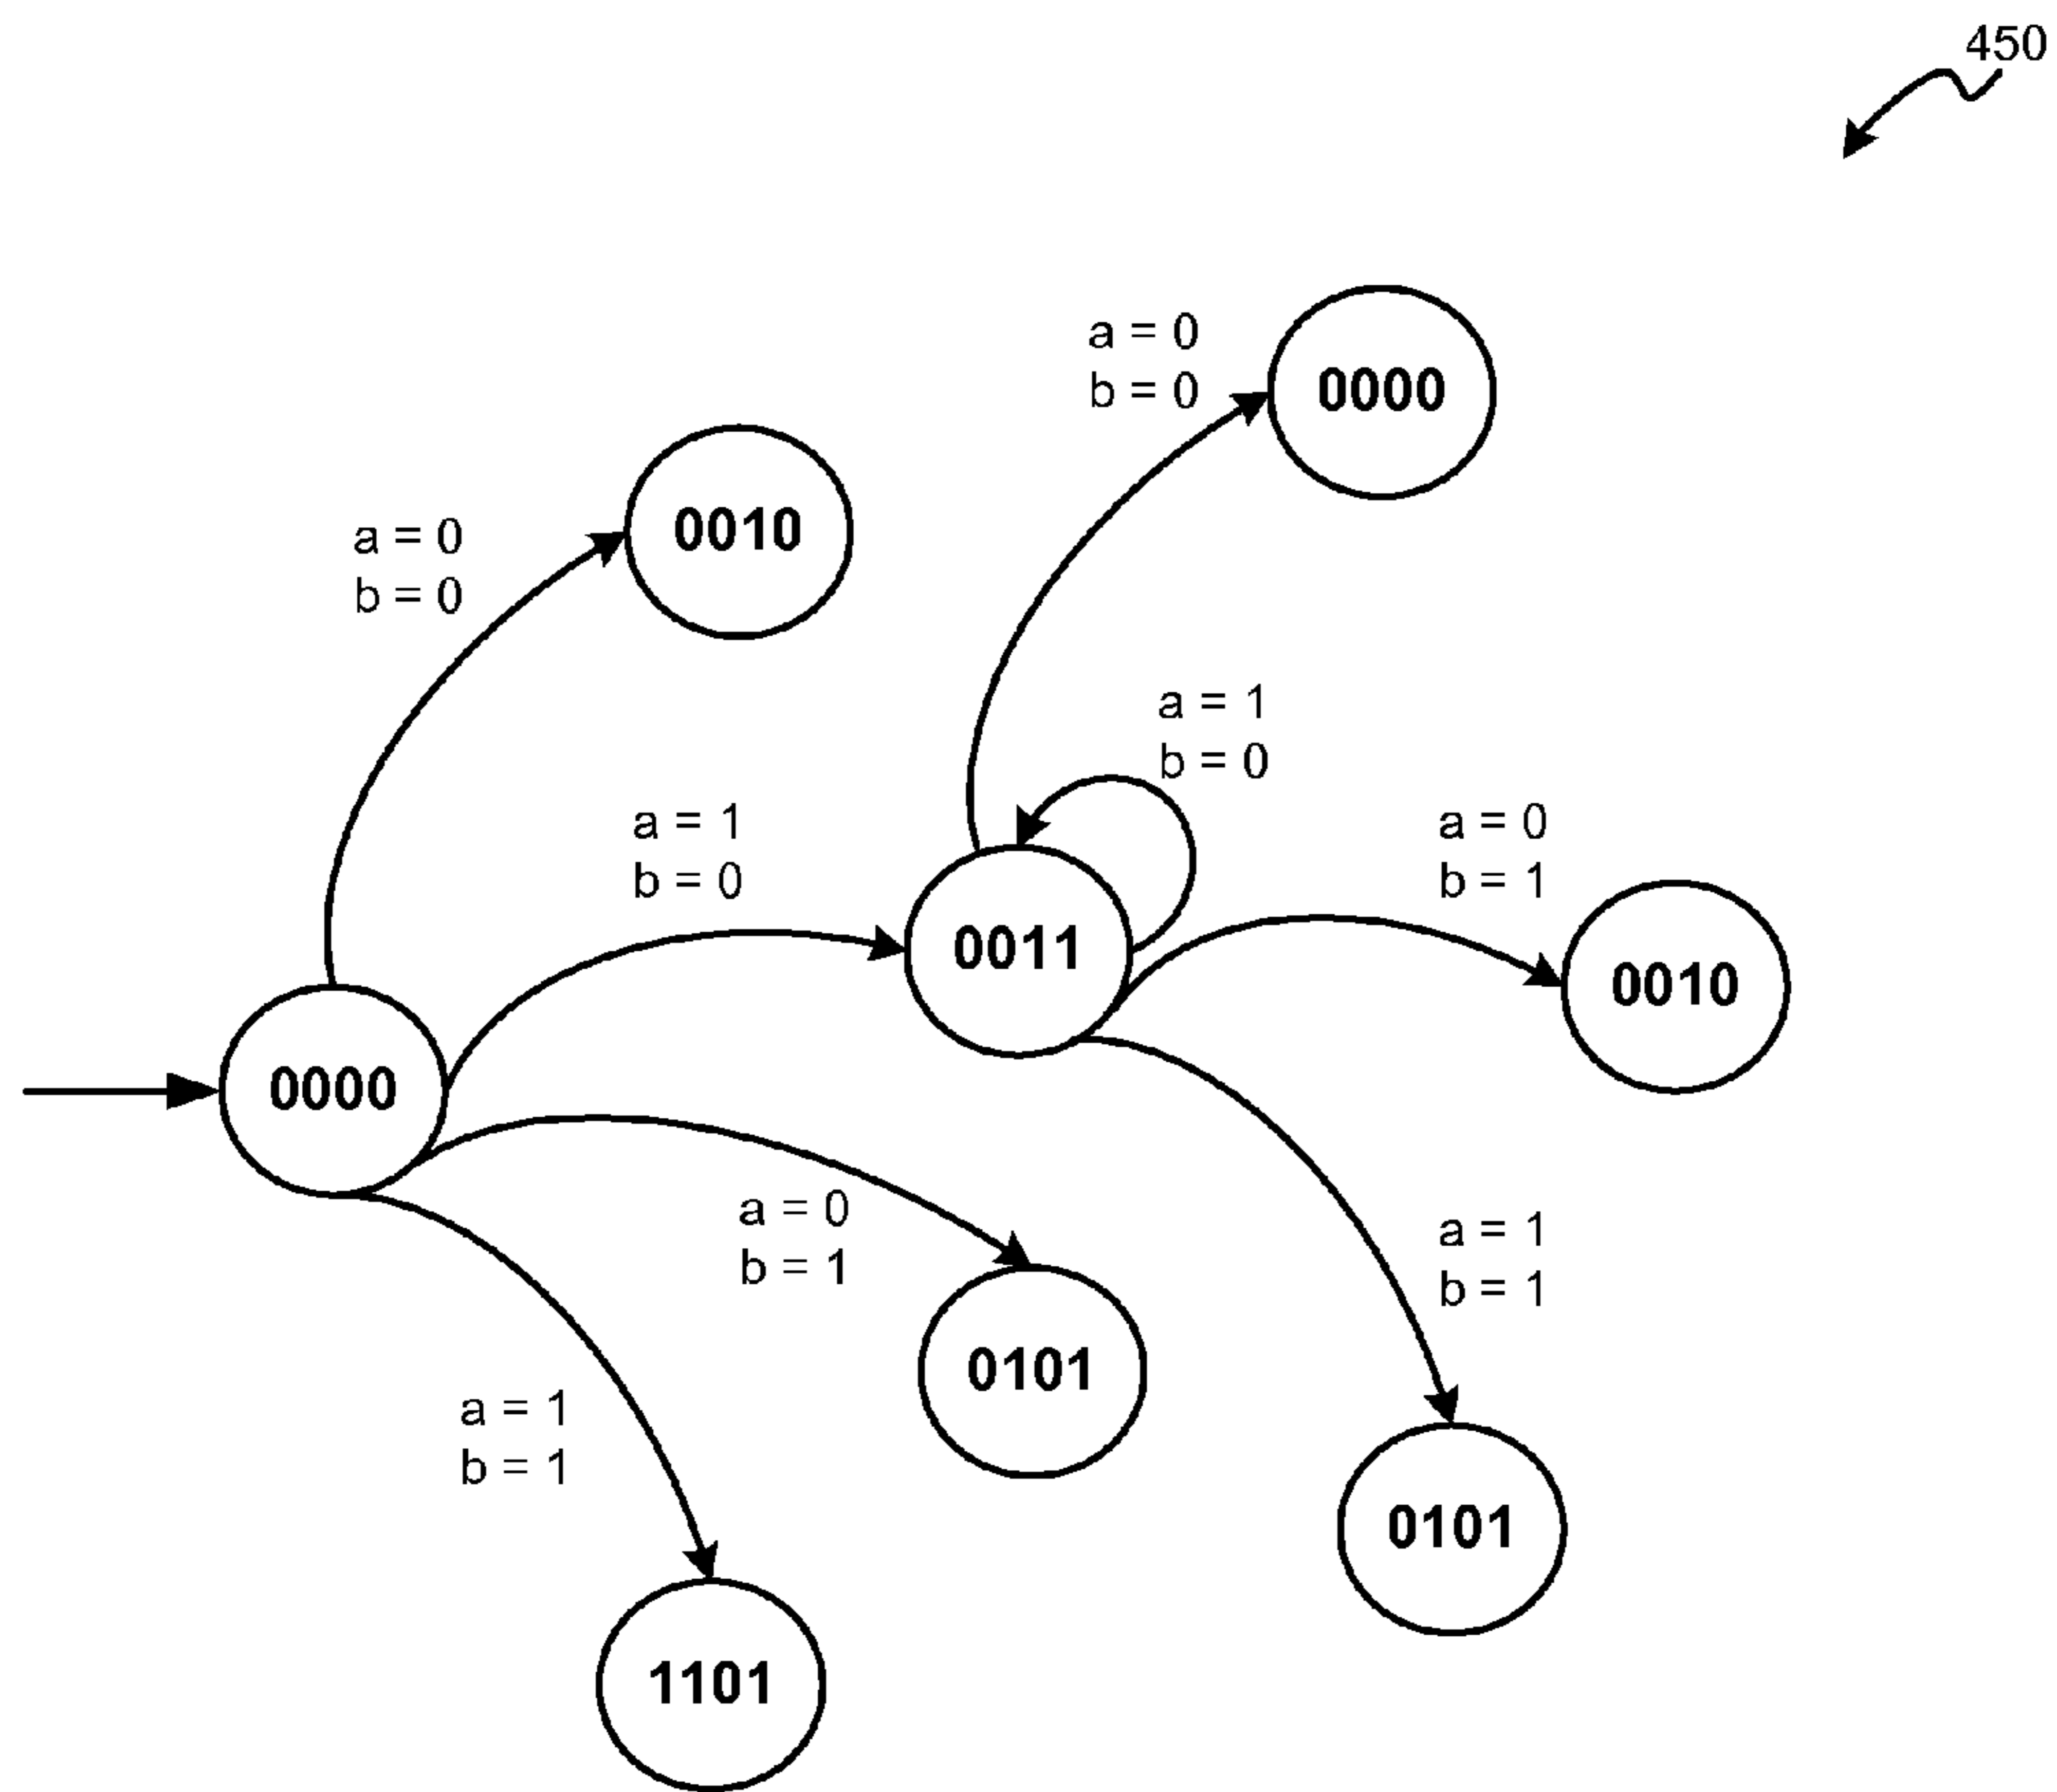 450
a = 0
b = 0
0000
a = 0
b = 0
0010
a = 1
b = 0
a = 1
b = 0
0011
a = 0
b = 1
0010
0000
a = 0
b = 1
0101
a = 1
b = 1
0101
a = 1
b = 1
1101